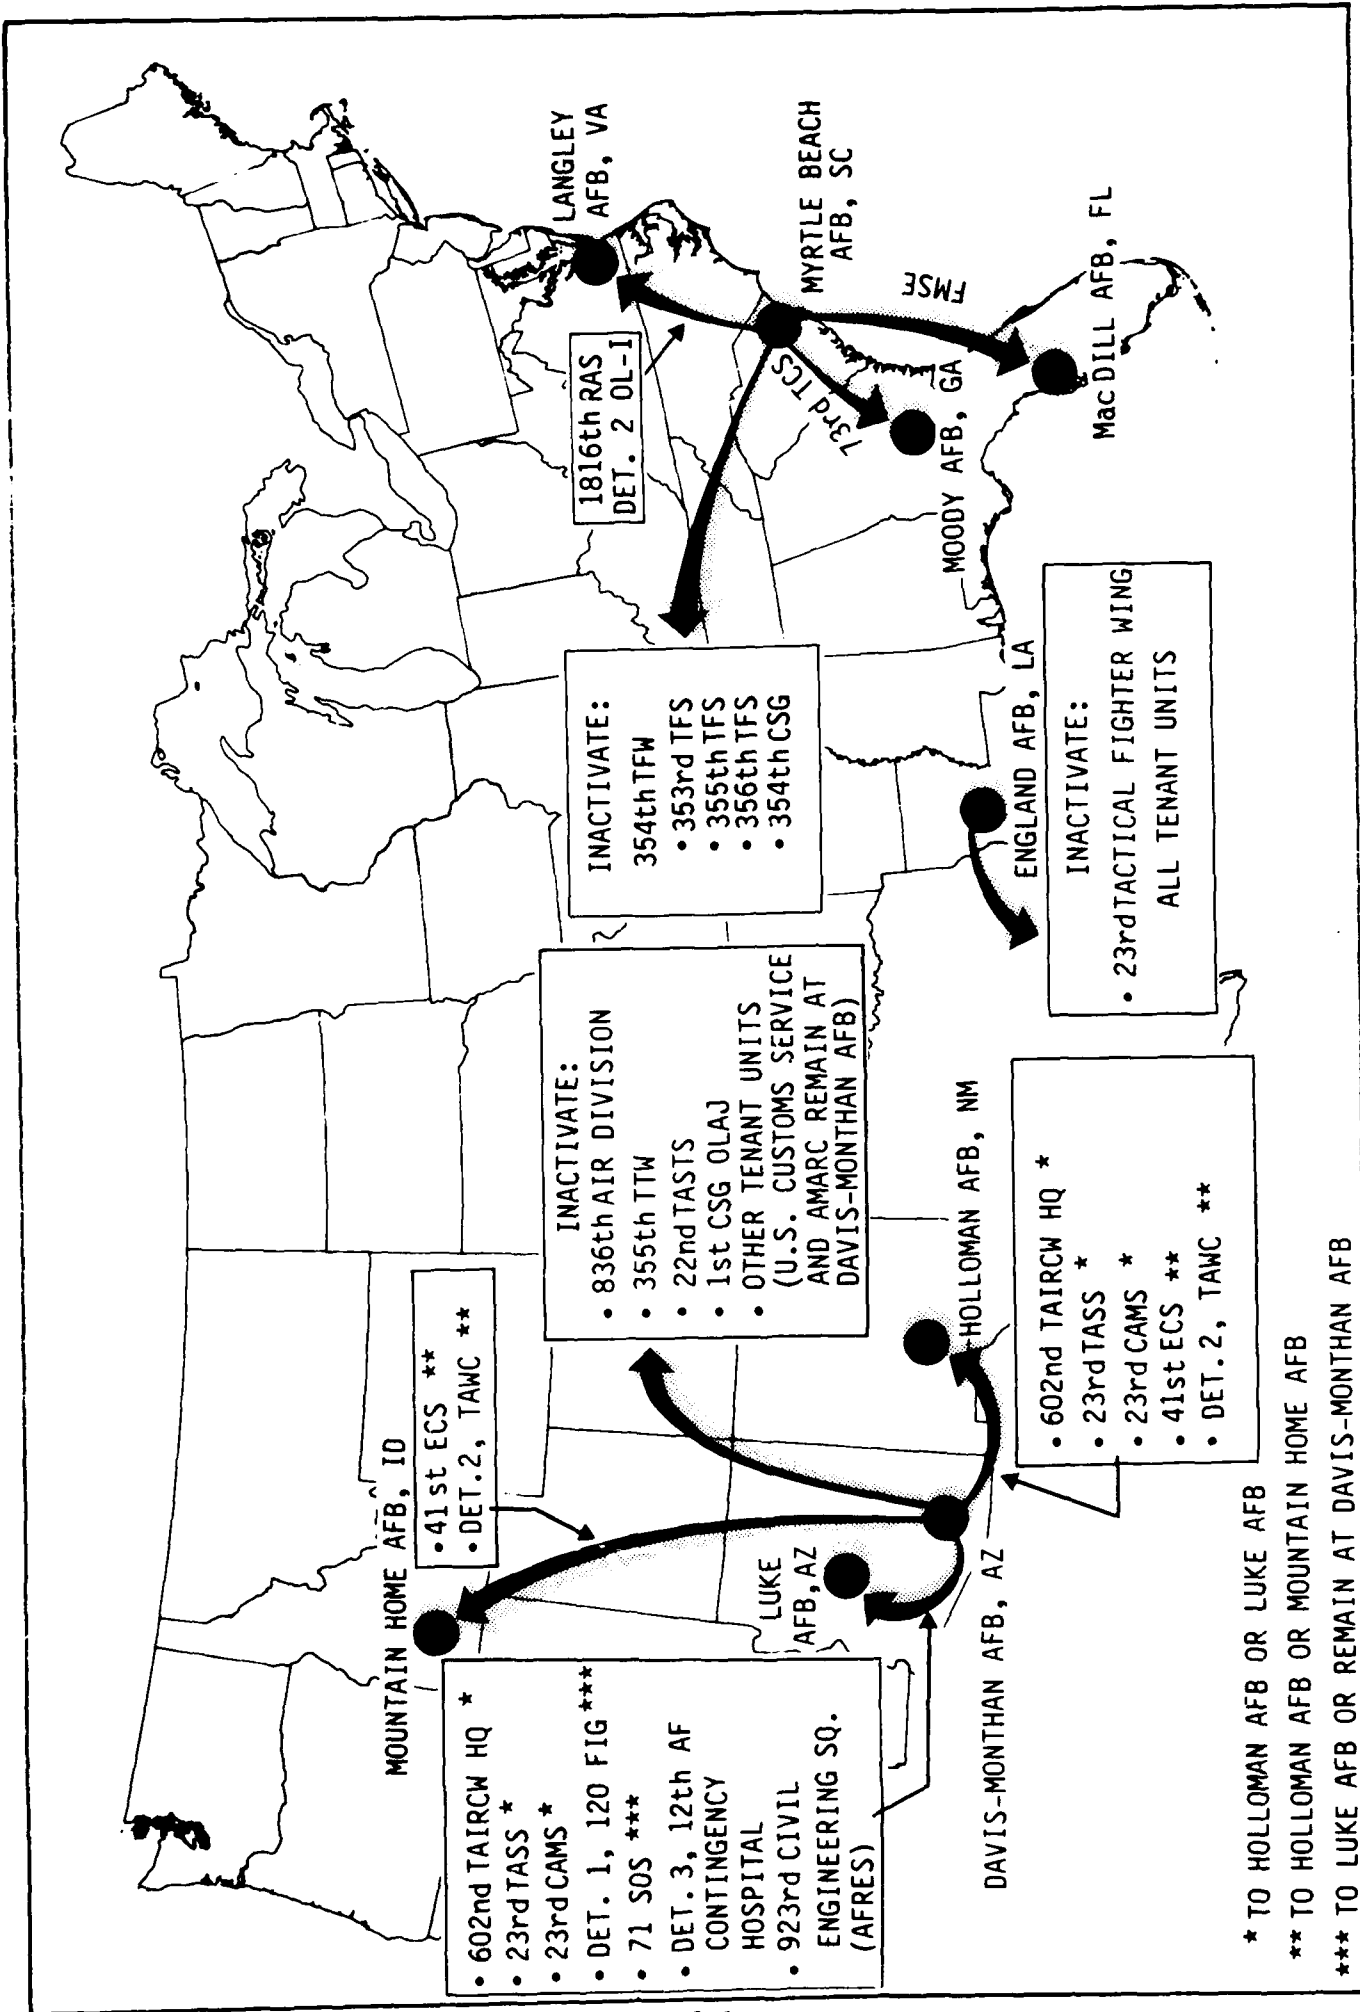 MOUNTAIN HOME AFB, ID
• 41st ECS **
• DET.2, TAWC **
• 602nd TAIRCW HQ *
• 23rd TASS *
• 23rd CAMS *
• DET. 1, 120 FIG ***
• 71 SOS ***
• DET. 3, 12th AF
CONTINGENCY
HOSPITAL
• 923rd CIVIL
ENGINEERING SQ.
(AFRES)
LUKE
AFB, AZ
DAVIS-MONTHAN AFB, AZ
INACTIVATE:
• 836th AIR DIVISION
• 355th TTW
• 22nd TASTS
• 1st CSG OLAJ
• OTHER TENANT UNITS
(U.S. CUSTOMS SERVICE
AND AMARC REMAIN AT
DAVIS-MONTHAN AFB)
HOLLOMAN AFB, NM
• 602nd TAIRCW HQ *
• 23rd TASS *
• 23rd CAMS *
• 41st ECS **
• DET. 2, TAWC **
INACTIVATE:
354th TFW
• 353rd TFS
• 355th TFS
• 356th TFS
• 354th CSG
ENGLAND AFB, LA
INACTIVATE:
• 23rd TACTICAL FIGHTER WING
ALL TENANT UNITS
1816th RAS
DET. 2 OL-I
LANGLEY
AFB, VA
MYRTLE BEACH
AFB, SC
73rd TCS
FMSE
MOODY AFB, GA
MacDILL AFB, FL
* TO HOLLOMAN AFB OR LUKE AFB
** TO HOLLOMAN AFB OR MOUNTAIN HOME AFB
*** TO LUKE AFB OR REMAIN AT DAVIS-MONTHAN AFB